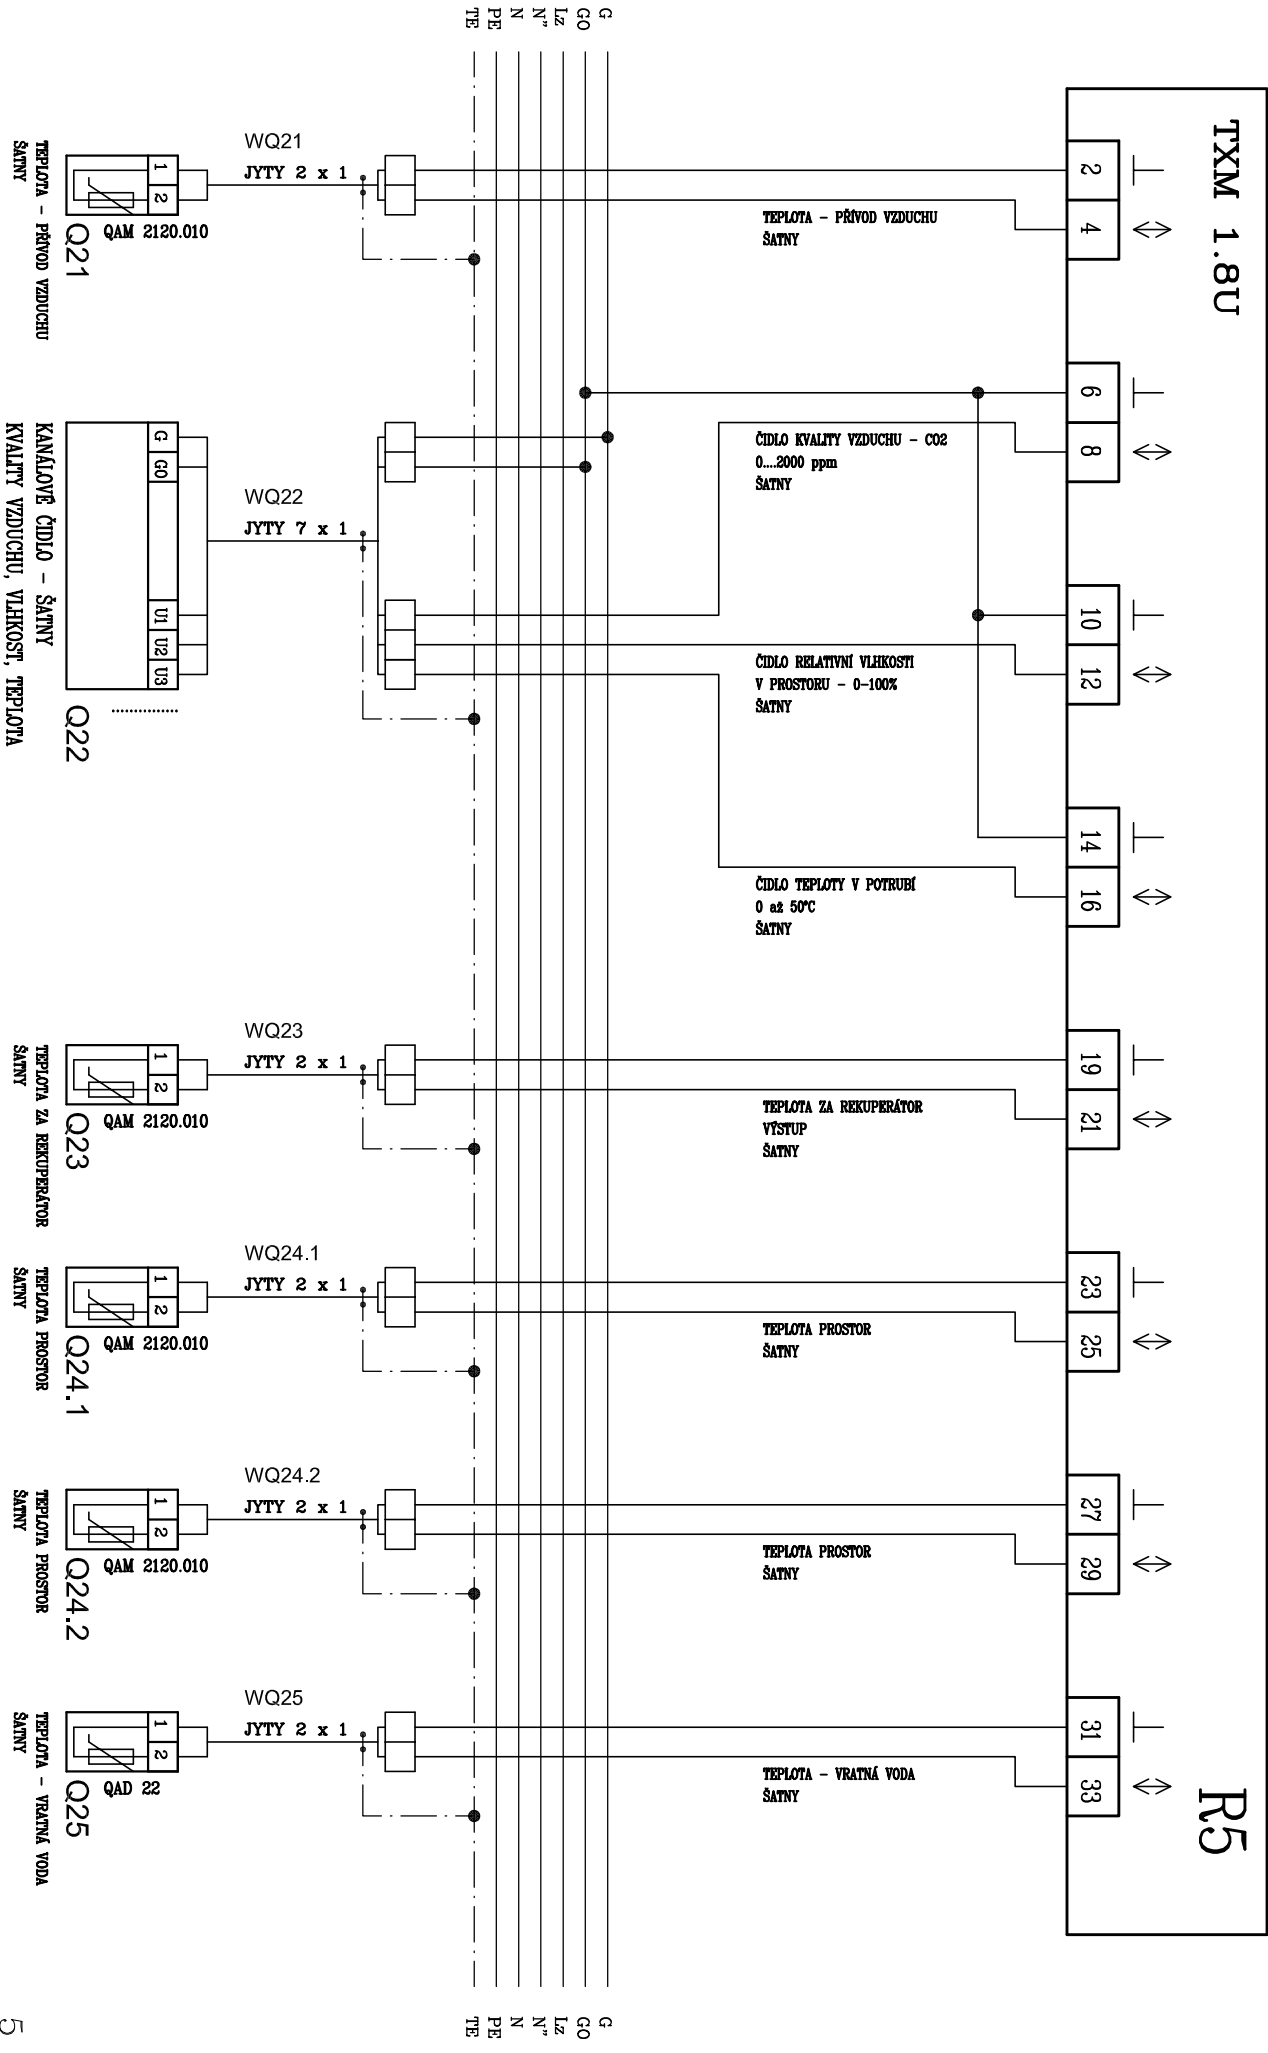 TXM 1.8U
R5
2
4
6
8
10
12
14
16
19
21
23
25
27
29
31
33
TEPLOTA - PŘÍVOD VZDUCHU
ŠATNY
ČIDLO KVALITY VZDUCHU - CO2
0....2000 ppm
ŠATNY
ČIDLO RELATIVNÍ VLHKOSTI
V PROSTORU - 0-100%
ŠATNY
ČIDLO TEPLOTY V POTRUBÍ
0 až 50°C
ŠATNY
TEPLOTA ZA REKUPERÁTOR
VÝSTUP
ŠATNY
TEPLOTA PROSTOR
ŠATNY
TEPLOTA PROSTOR
ŠATNY
TEPLOTA - VRATNÁ VODA
ŠATNY
G
G0
Lz
N"
N
PE
TE
G
G0
Lz
N"
N
PE
TE
WQ21
JYTY 2 x 1
WQ22
JYTY 7 x 1
WQ23
JYTY 2 x 1
WQ24.1
JYTY 2 x 1
WQ24.2
JYTY 2 x 1
WQ25
JYTY 2 x 1
1 2
QAM 2120.010
Q21
TEPLOTA - PŘÍVOD VZDUCHU
ŠATNY
G G0 U1 U2 U3
...............
Q22
KANÁLOVÉ ČIDLO - ŠATNY
KVALITY VZDUCHU, VLHKOST, TEPLOTA
1 2
QAM 2120.010
Q23
TEPLOTA ZA REKUPERÁTOR
ŠATNY
1 2
QAM 2120.010
Q24.1
TEPLOTA PROSTOR
ŠATNY
1 2
QAM 2120.010
Q24.2
TEPLOTA PROSTOR
ŠATNY
1 2
QAD 22
Q25
TEPLOTA - VRATNÁ VODA
ŠATNY
5